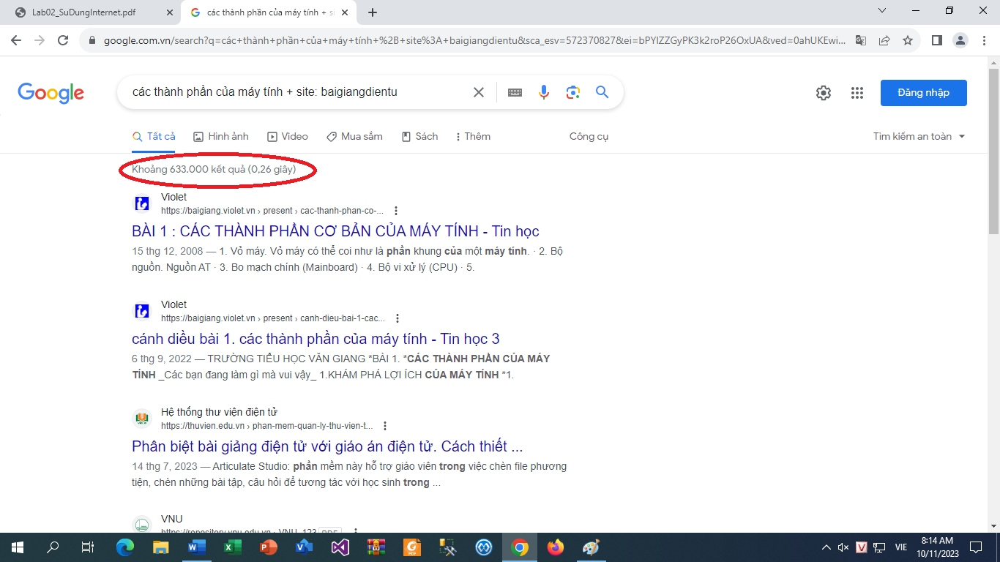 Lab02_SuDungInternet.pdf
các thành phần của máy tính + si
google.com.vn/search?q=các+thành+phần+của+máy+tính+%2B+site%3A+baigiangdientu&sca_esv=572370827&ei=bPYIZZGyPK3k2roP26OxUA&ved=0ahUKEwi...
Google
các thành phần của máy tính + site: baigiangdientu
Đăng nhập
Tất cả
Hình ảnh
Video
Mua sắm
Sách
Thêm
Công cụ
Tìm kiếm an toàn
Khoảng 633.000 kết quả (0,26 giây)
Violet
https://baigiang.violet.vn › present › cac-thanh-phan-co-...
BÀI 1 : CÁC THÀNH PHẦN CƠ BẢN CỦA MÁY TÍNH - Tin học
15 thg 12, 2008 — 1. Vỏ máy. Vỏ máy có thể coi như là phần khung của một máy tính. · 2. Bộ
nguồn. Nguồn AT · 3. Bo mạch chính (Mainboard) · 4. Bộ vi xử lý (CPU) · 5.
Violet
https://baigiang.violet.vn › present › canh-dieu-bai-1-cac...
cánh diều bài 1. các thành phần của máy tính - Tin học 3
6 thg 9, 2022 — TRƯỜNG TIỂU HỌC VĂN GIANG *BÀI 1. *CÁC THÀNH PHẦN CỦA MÁY
TÍNH _Các bạn đang làm gì mà vui vậy_ 1.KHÁM PHÁ LỢI ÍCH CỦA MÁY TÍNH *1.
Hệ thống thư viện điện tử
https://thuvien.edu.vn › phan-mem-quan-ly-thu-vien-t...
Phân biệt bài giảng điện tử với giáo án điện tử. Cách thiết ...
14 thg 7, 2023 — Articulate Studio: phần mềm này hỗ trợ giáo viên trong việc chèn file phương
tiện, chèn những bài tập, câu hỏi để tương tác với học sinh trong ...
VNU
https://repository.vnu.edu.vn › VNU_123 PDF
VIE
8:14 AM
10/11/2023